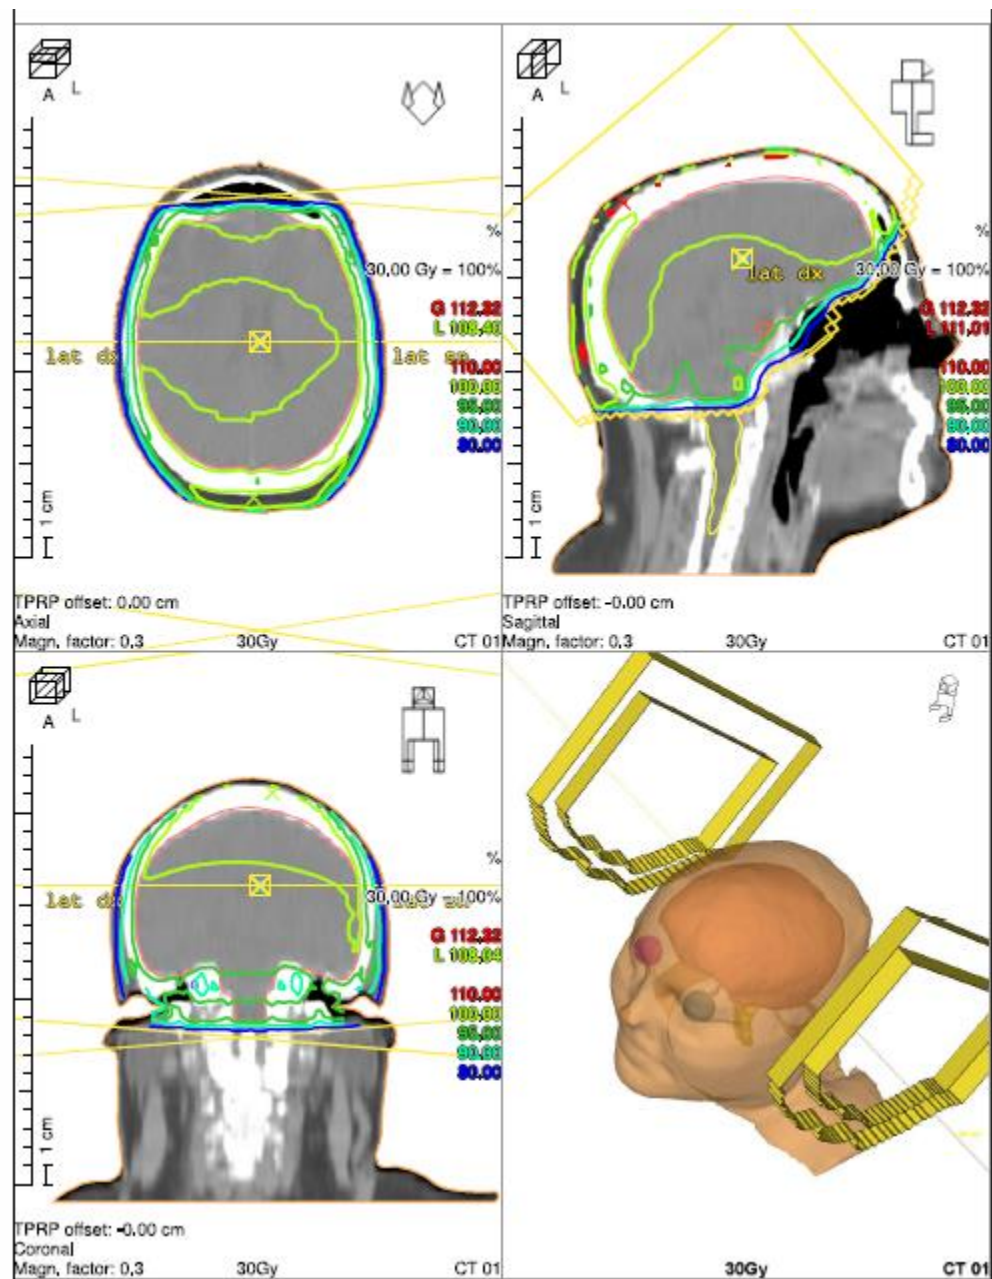 A L
%
30,00 Gy = 100%
G 112,32
L 108,40
lat dx
lat sn
110,00
100,00
95,00
90,00
80,00
1 cm
TPRP offset: 0.00 cm
Axial
Magn. factor: 0,3 30Gy CT 01
A L
%
lat dx
30,00 Gy = 100%
G 112,32
L 111,01
110,00
100,00
95,00
90,00
80,00
1 cm
TPRP offset: -0.00 cm
Sagittal
Magn. factor: 0,3 30Gy CT 01
A L
%
30,00 Gy = 100%
lat dx
G 112,32
L 108,04
110,00
100,00
95,00
90,00
80,00
1 cm
TPRP offset: -0.00 cm
Coronal
Magn. factor: 0,3 30Gy CT 01
30Gy CT 01